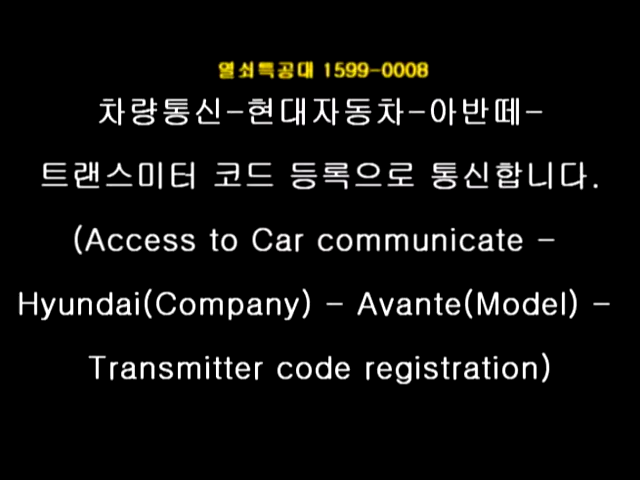 열쇠특공대 1599-0008
차량통신-현대자동차-아반떼-
트랜스미터 코드 등록으로 통신합니다.
(Access to Car communicate -
Hyundai(Company) - Avante(Model) -
Transmitter code registration)